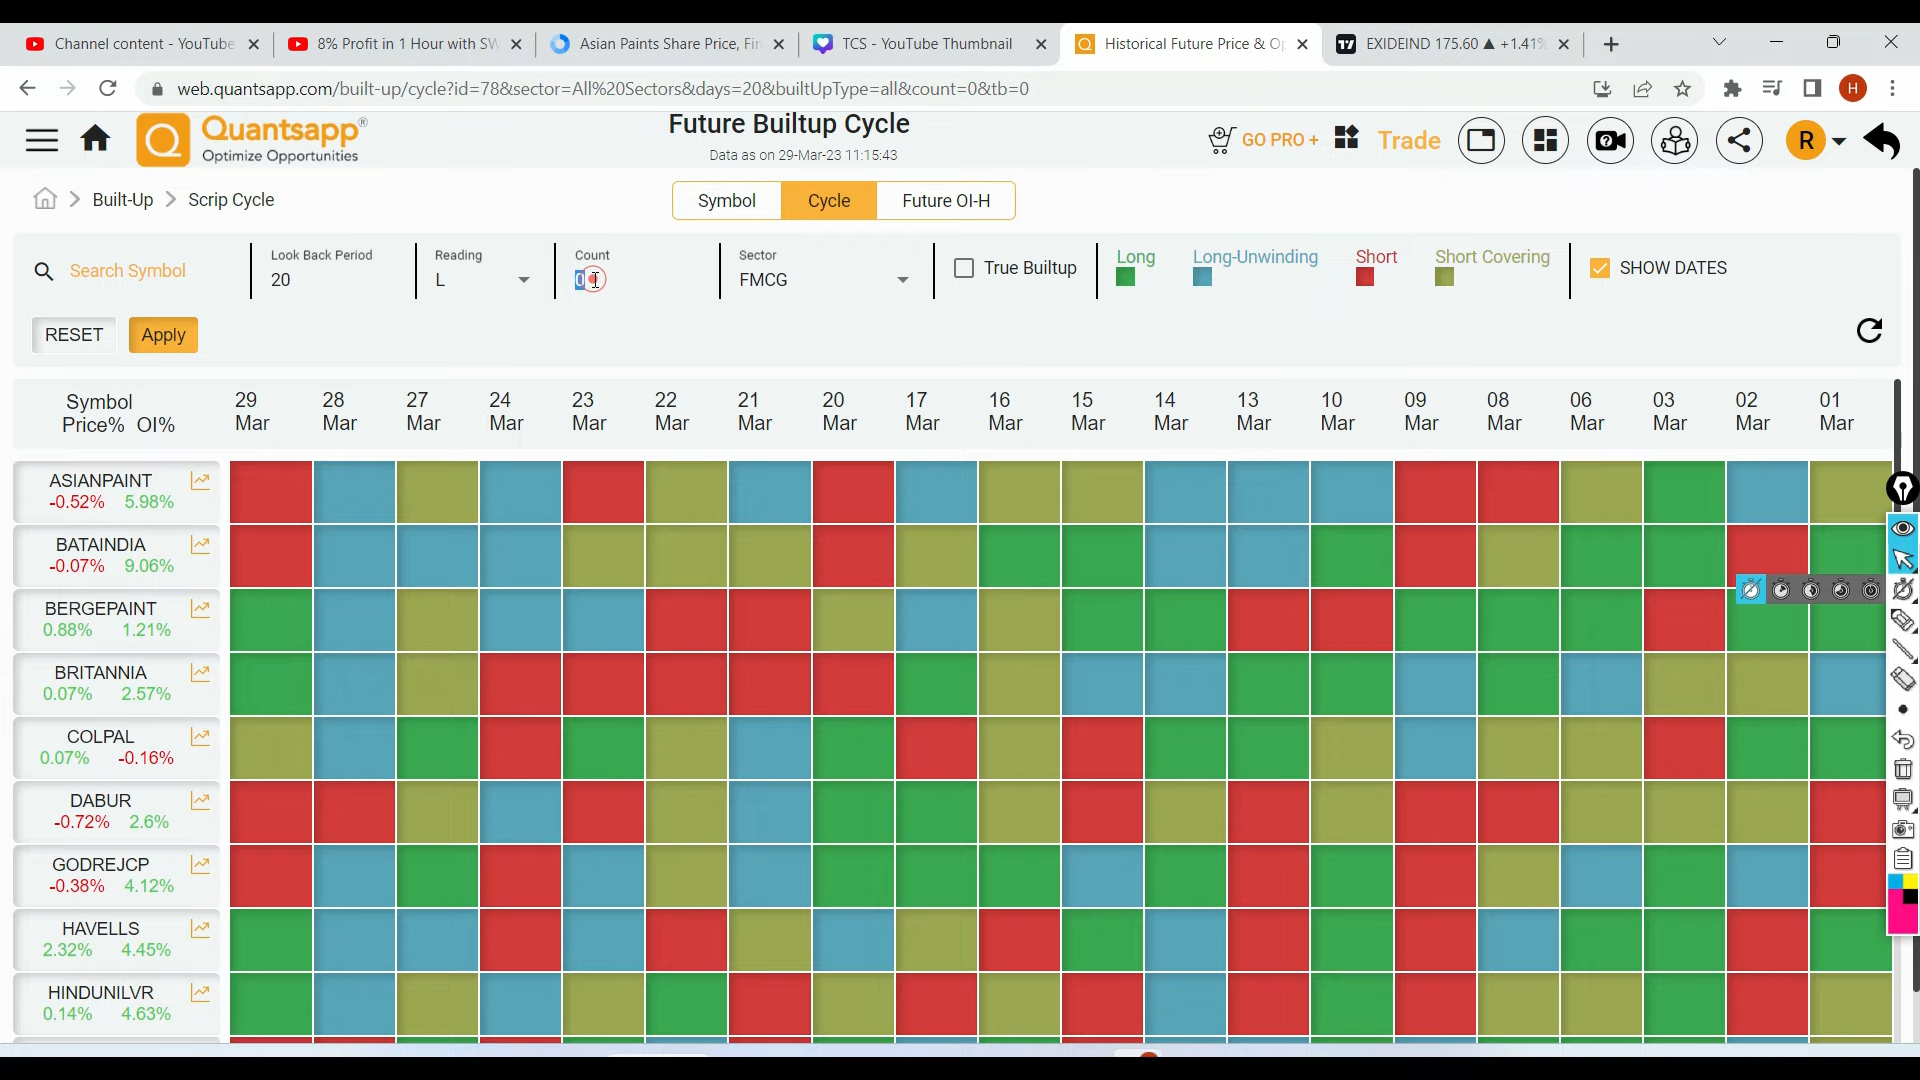 Channel content - YouTube
8% Profit in 1 Hour with SW
Asian Paints Share Price, Fin
TCS - YouTube Thumbnail
Historical Future Price & O
EXIDEIND 175.60 ▲ +1.41%
web.quantsapp.com/built-up/cycle?id=78&sector=All%20Sectors&days=20&builtUpType=all&count=0&tb=0
H
Quantsapp®
Optimize Opportunities
Future Builtup Cycle
Data as on 29-Mar-23 11:15:43
GO PRO +
Trade
R
Built-Up > Scrip Cycle
Symbol
Cycle
Future OI-H
Search Symbol
Look Back Period
20
Reading
L
Count
0
Sector
FMCG
True Builtup
Long
Long-Unwinding
Short
Short Covering
SHOW DATES
RESET
Apply
Symbol
Price% OI%
29 Mar
28 Mar
27 Mar
24 Mar
23 Mar
22 Mar
21 Mar
20 Mar
17 Mar
16 Mar
15 Mar
14 Mar
13 Mar
10 Mar
09 Mar
08 Mar
06 Mar
03 Mar
02 Mar
01 Mar
ASIANPAINT
-0.52% 5.98%
BATAINDIA
-0.07% 9.06%
BERGEPAINT
0.88% 1.21%
BRITANNIA
0.07% 2.57%
COLPAL
0.07% -0.16%
DABUR
-0.72% 2.6%
GODREJCP
-0.38% 4.12%
HAVELLS
2.32% 4.45%
HINDUNILVR
0.14% 4.63%